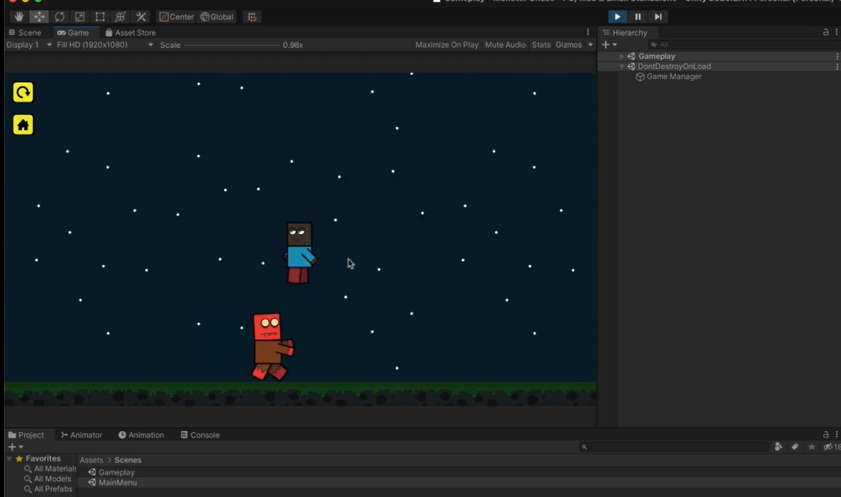 Center Global
Scene Game Asset Store
Display 1 Fill HD (1920x1080) Scale 0.98x Maximize On Play Mute Audio Stats Gizmos
Hierarchy
All
Gameplay
DontDestroyOnLoad
Game Manager
Project Animator Animation Console
Favorites
All Material
All Models
All Prefabs
Assets > Scenes
Gameplay
MainMenu